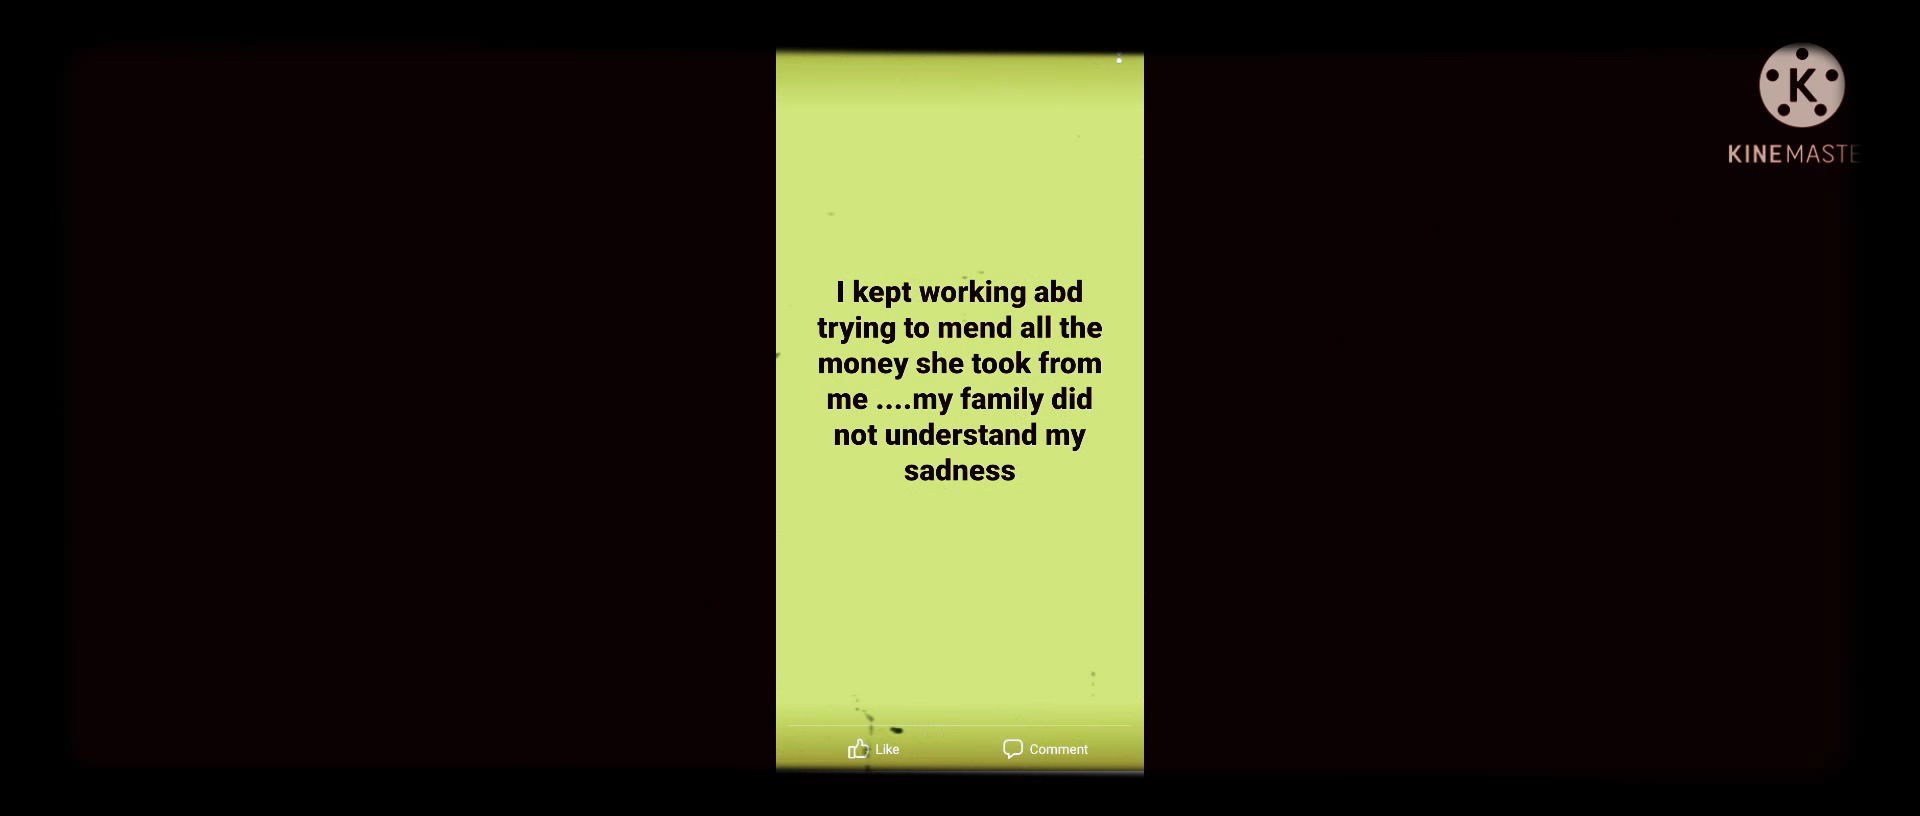 K
KINEMASTE
I kept working abd
trying to mend all the
money she took from
me ....my family did
not understand my
sadness
Like
Comment